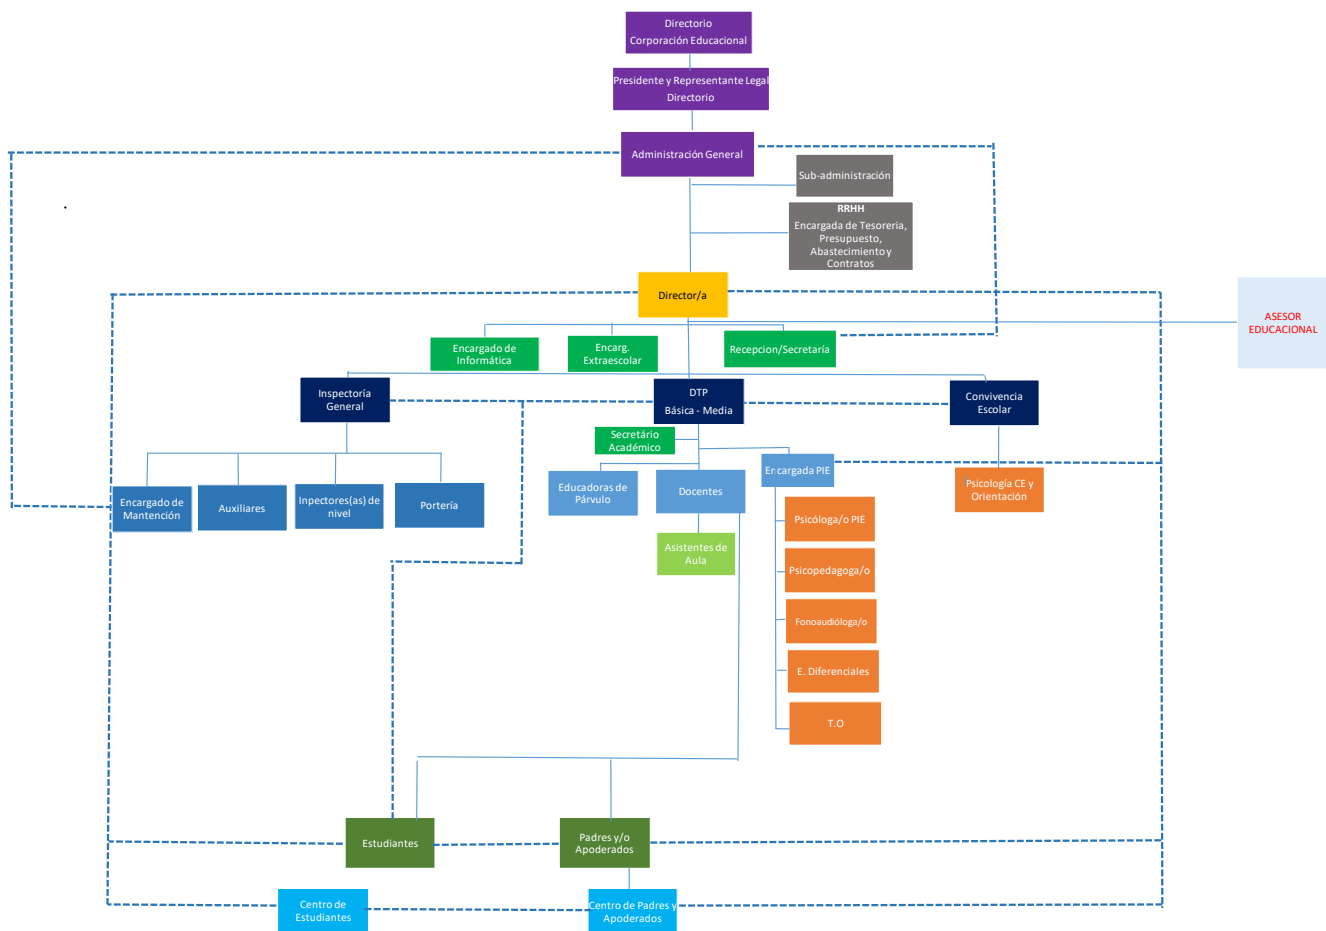 Directorio
Corporación Educacional
Presidente y Representante Legal
Directorio
Administración General
Sub-administración
RRHH
Encargada de Tesoreria,
Presupuesto,
Abastecimiento y
Contratos
Director/a
ASESOR
EDUCACIONAL
Encargado de
Informática
Encarg.
Extraescolar
Recepcion/Secretaría
Inspectoría
General
DTP
Básica - Media
Convivencia
Escolar
Secretário
Académico
Educadoras de
Párvulo
Docentes
Encargada PIE
Psicología CE y
Orientación
Encargado de
Mantención
Auxiliares
Inpectores(as) de
nivel
Portería
Psicóloga/o PIE
Asistentes de
Aula
Psicopedagoga/o
Fonoaudióloga/o
E. Diferenciales
T.O
Estudiantes
Padres y/o
Apoderados
Centro de
Estudiantes
Centro de Padres y
Apoderados